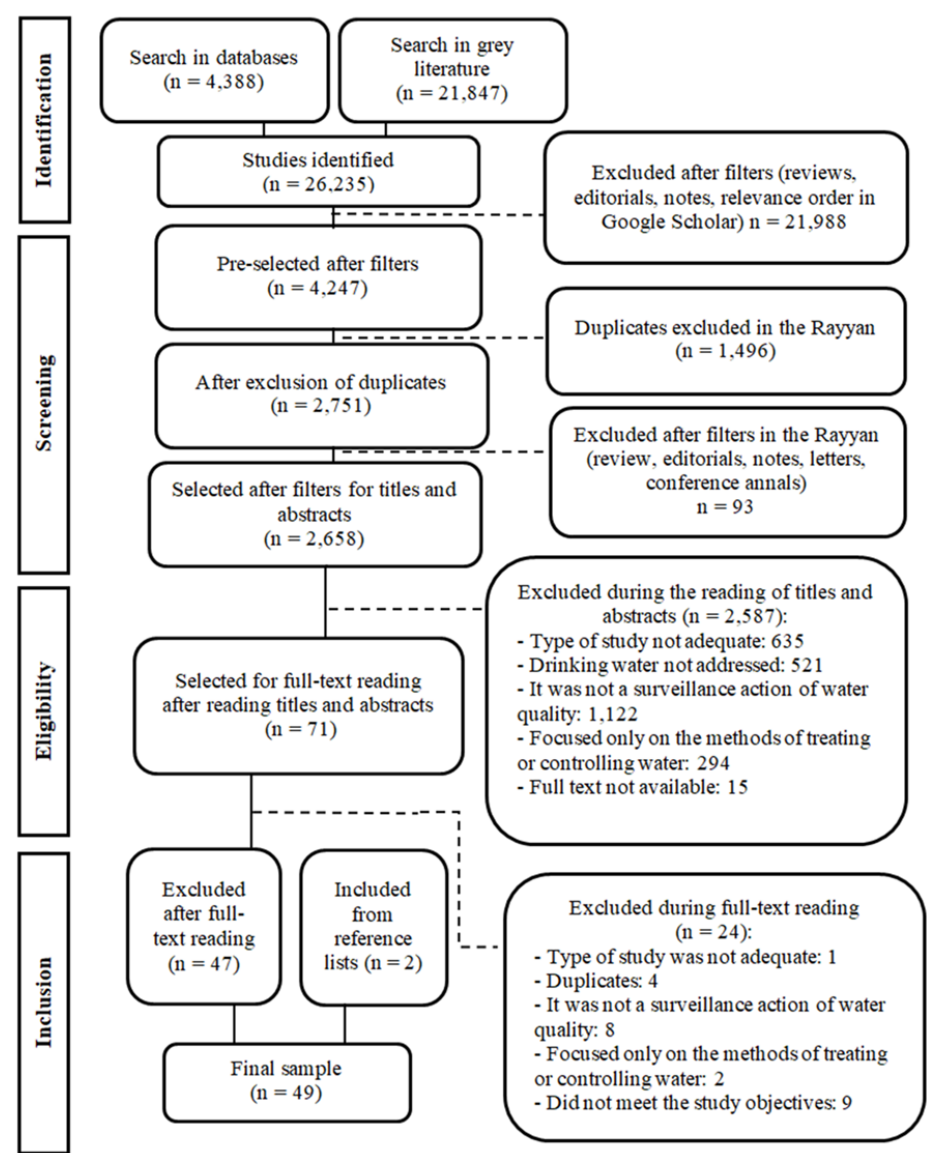 Identification
Search in databases
(n = 4,388)
Search in grey
literature
(n = 21,847)
Studies identified
(n = 26,235)
Excluded after filters (reviews,
editorials, notes, relevance order in
Google Scholar) n = 21,988
Screening
Pre-selected after filters
(n = 4,247)
Duplicates excluded in the Rayyan
(n = 1,496)
After exclusion of duplicates
(n = 2,751)
Excluded after filters in the Rayyan
(review, editorials, notes, letters,
conference annals)
n = 93
Selected after filters for titles and
abstracts
(n = 2,658)
Eligibility
Excluded during the reading of titles and
abstracts (n = 2,587):
- Type of study not adequate: 635
- Drinking water not addressed: 521
- It was not a surveillance action of water
quality: 1,122
- Focused only on the methods of treating
or controlling water: 294
- Full text not available: 15
Selected for full-text reading
after reading titles and abstracts
(n = 71)
Inclusion
Excluded
after full-
text reading
(n = 47)
Included
from
reference
lists (n = 2)
Excluded during full-text reading
(n = 24):
- Type of study was not adequate: 1
- Duplicates: 4
- It was not a surveillance action of water
quality: 8
- Focused only on the methods of treating
or controlling water: 2
- Did not meet the study objectives: 9
Final sample
(n = 49)